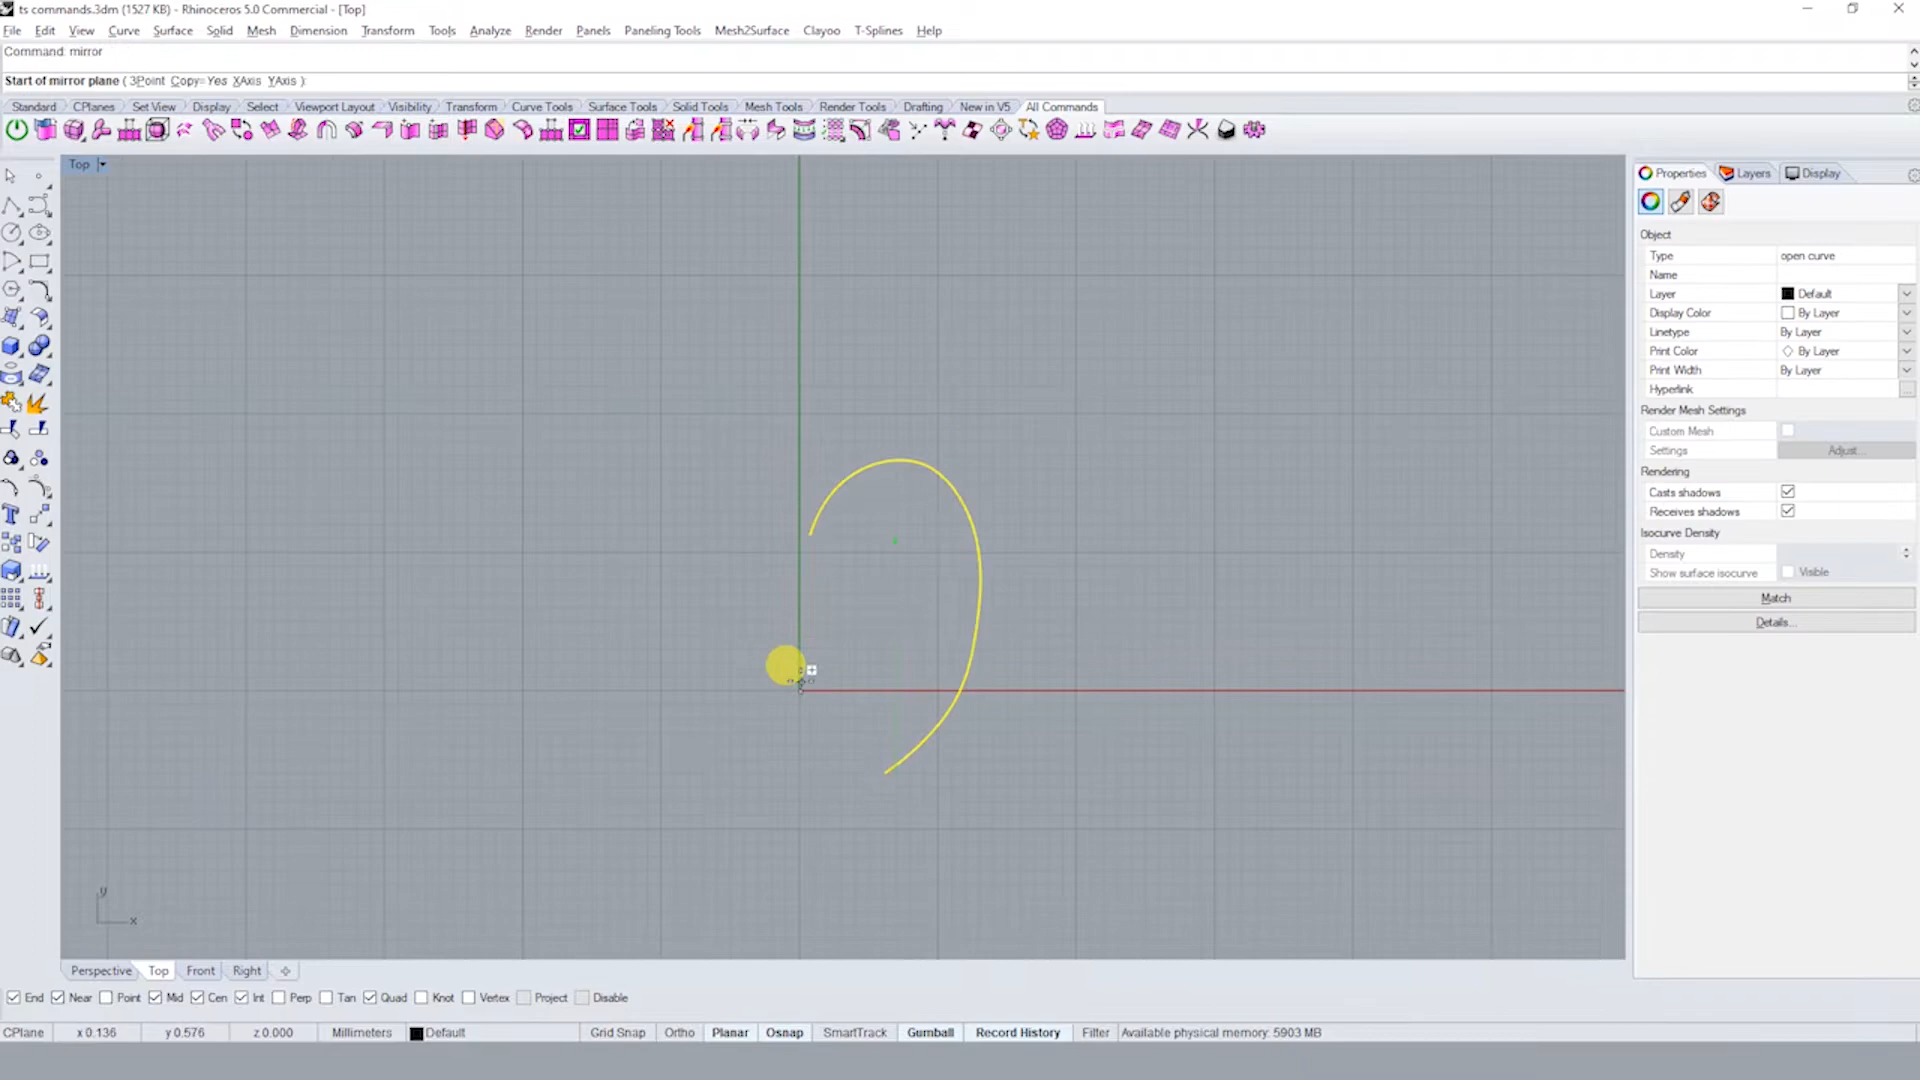 ts commands.3dm (1527 KB) - Rhinoceros 5.0 Commercial - [Top]
File Edit View Curve Surface Solid Mesh Dimension Transform Tools Analyze Render Panels Paneling Tools Mesh2Surface Clayoo T-Splines Help
Command: mirror
Start of mirror plane ( 3Point Copy=Yes XAxis YAxis ):
Standard CPlanes Set View Display Select Viewport Layout Visibility Transform Curve Tools Surface Tools Solid Tools Mesh Tools Render Tools Drafting New in V5 All Commands
Top
Properties Layers Display
Object
Type open curve
Name
Layer Default
Display Color By Layer
Linetype By Layer
Print Color By Layer
Print Width By Layer
Hyperlink ...
Render Mesh Settings
Custom Mesh
Settings Adjust...
Rendering
Casts shadows
Receives shadows
Isocurve Density
Density
Show surface isocurve Visible
Match
Details...
y
x
Perspective Top Front Right
End Near Point Mid Cen Int Perp Tan Quad Knot Vertex Project Disable
CPlane x 0.136 y 0.576 z 0.000 Millimeters Default Grid Snap Ortho Planar Osnap SmartTrack Gumball Record History Filter Available physical memory: 5903 MB